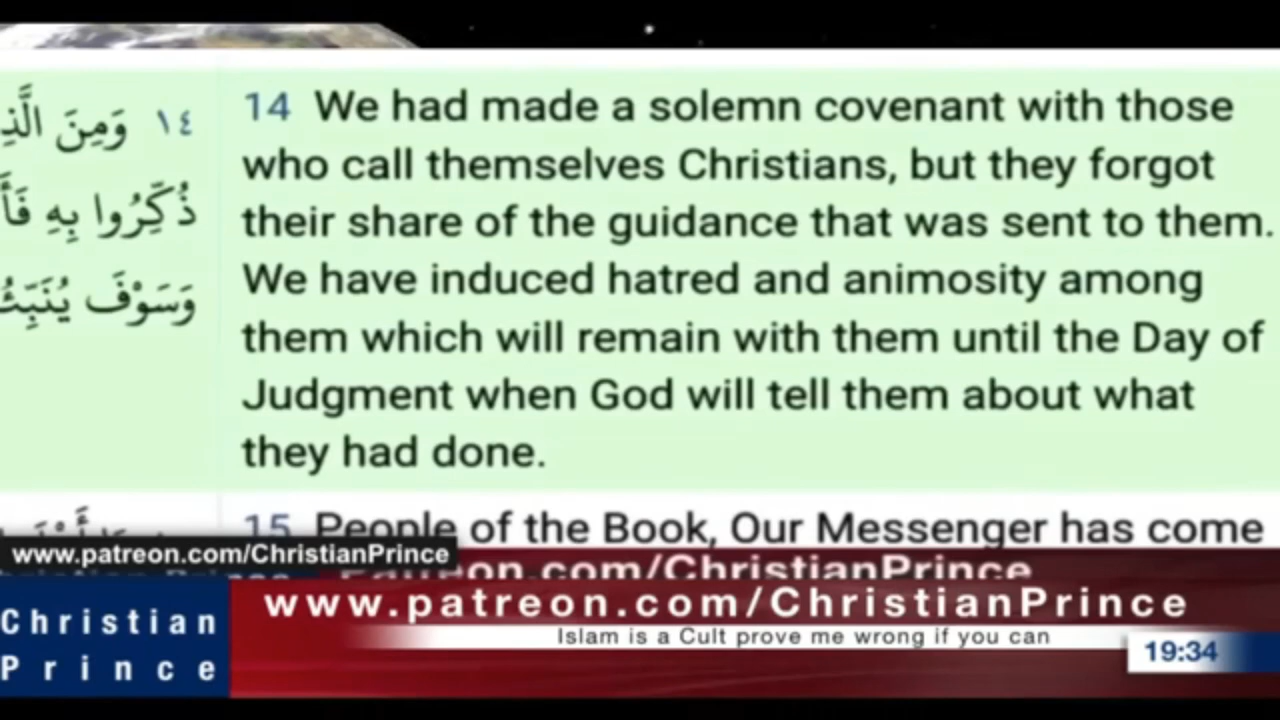 ١٤ وَمِنَ الَّذِ
ذُكِّرُوا بِهِ فَأَ
وَسَوْفَ يُنَبِّئُ
14 We had made a solemn covenant with those
who call themselves Christians, but they forgot
their share of the guidance that was sent to them.
We have induced hatred and animosity among
them which will remain with them until the Day of
Judgment when God will tell them about what
they had done.
15 People of the Book, Our Messenger has come
www.patreon.com/ChristianPrince
Patreon.com/ChristianPrince
www.patreon.com/ChristianPrince
Islam is a Cult prove me wrong if you can
Christian
Prince
19:34